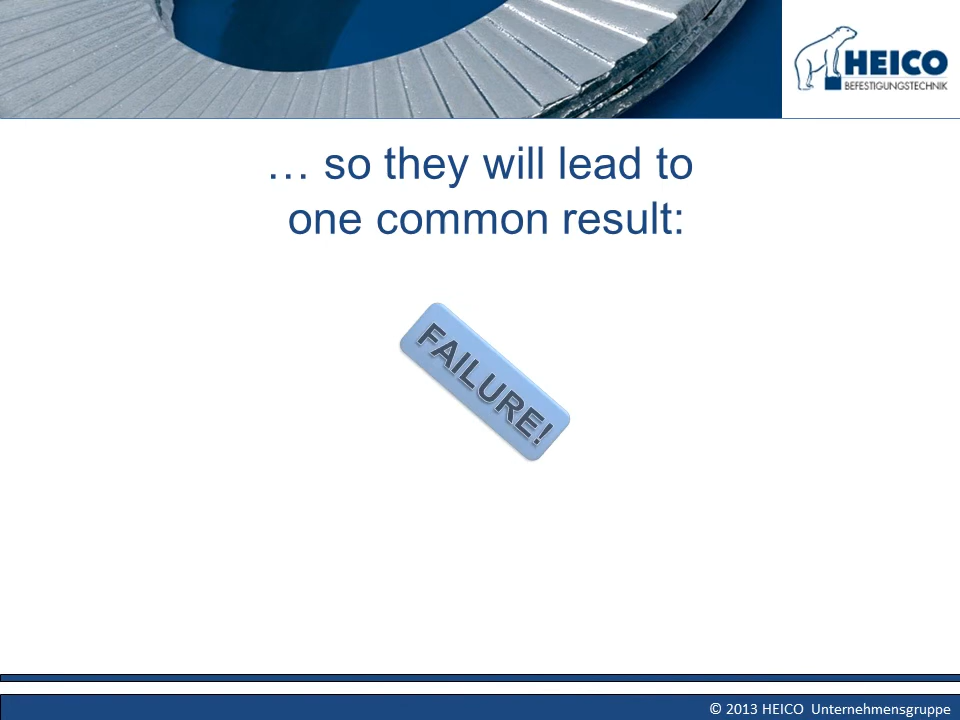 HEICO
BEFESTIGUNGSTECHNIK
… so they will lead to
one common result:
FAILURE!
© 2013 HEICO Unternehmensgruppe